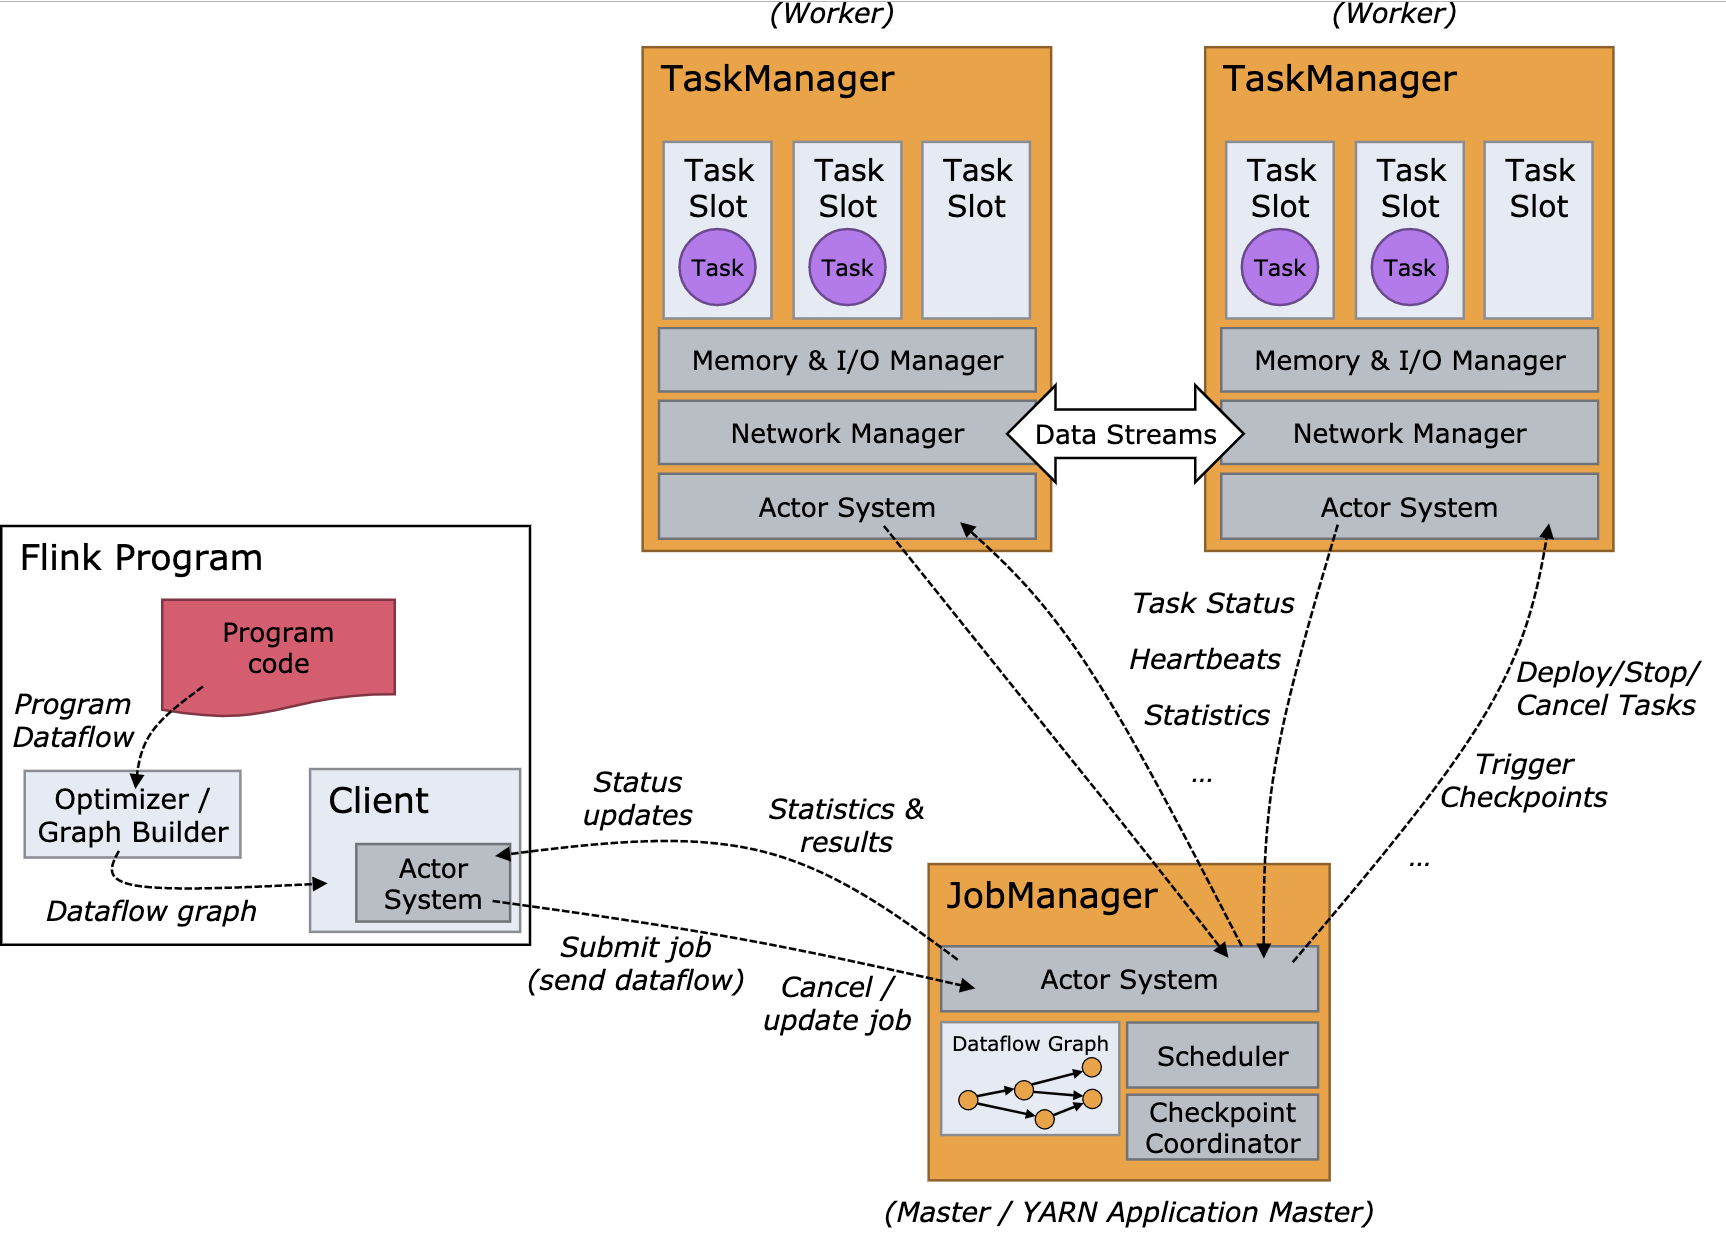 (Worker)
(Worker)
TaskManager
TaskManager
Task
Slot
Task
Task
Slot
Task
Task
Slot
Task
Slot
Task
Task
Slot
Task
Task
Slot
Memory & I/O Manager
Memory & I/O Manager
Network Manager
Data Streams
Network Manager
Actor System
Actor System
Flink Program
Program
code
Program
Dataflow
Optimizer /
Graph Builder
Dataflow graph
Client
Actor
System
Status
updates
Statistics &
results
Submit job
(send dataflow)
Cancel /
update job
Task Status
Heartbeats
Statistics
...
Deploy/Stop/
Cancel Tasks
Trigger
Checkpoints
...
JobManager
Actor System
Dataflow Graph
Scheduler
Checkpoint
Coordinator
(Master / YARN Application Master)